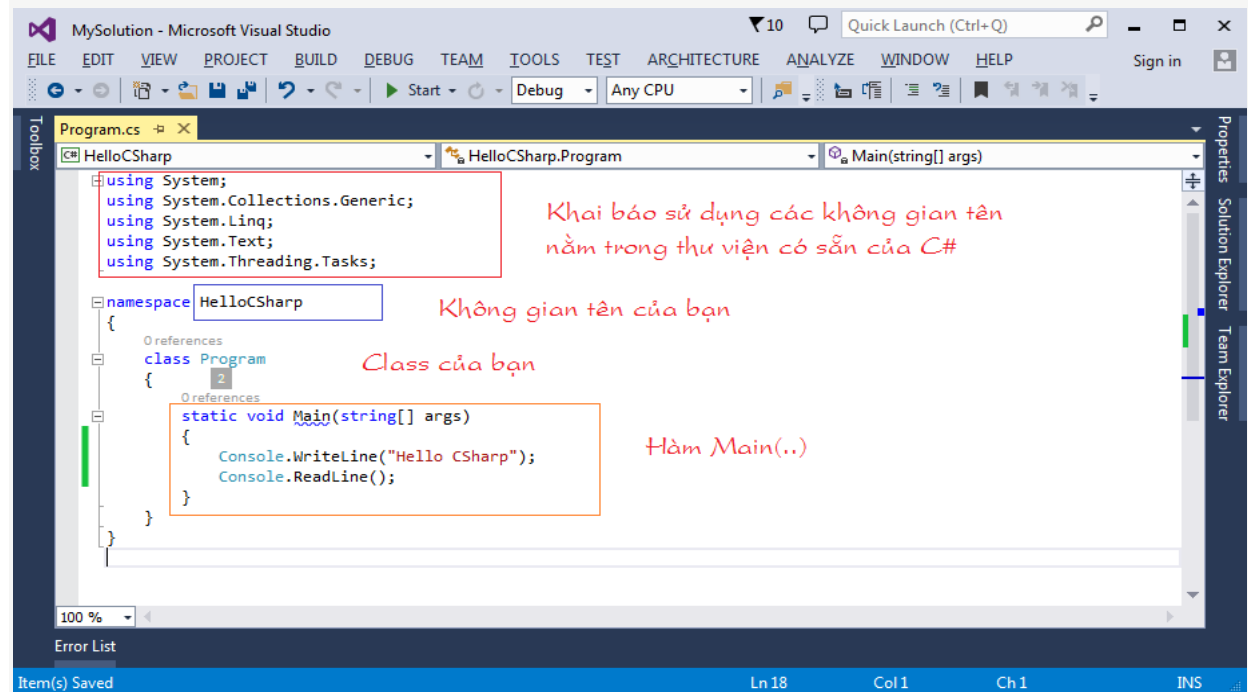 MySolution - Microsoft Visual Studio
10
Quick Launch (Ctrl+Q)
FILE EDIT VIEW PROJECT BUILD DEBUG TEAM TOOLS TEST ARCHITECTURE ANALYZE WINDOW HELP Sign in
Start Debug Any CPU
Toolbox
Program.cs
C# HelloCSharp HelloCSharp.Program Main(string[] args)
using System;
using System.Collections.Generic;
using System.Linq;
using System.Text;
using System.Threading.Tasks;
Khai báo sử dụng các không gian tên
nằm trong thư viện có sẵn của C#
namespace HelloCSharp
Không gian tên của bạn
{
0 references
class Program
Class của bạn
{
2
0 references
static void Main(string[] args)
{
Console.WriteLine("Hello CSharp");
Console.ReadLine();
}
Hàm Main(..)
}
}
Properties
Solution Explorer
Team Explorer
100 %
Error List
Item(s) Saved Ln 18 Col 1 Ch 1 INS